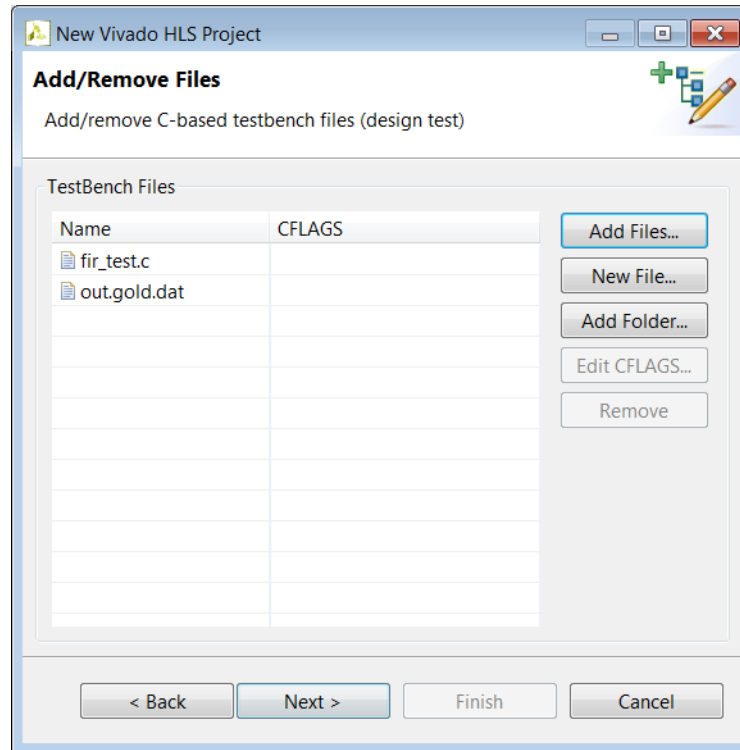 New Vivado HLS Project
Add/Remove Files
Add/remove C-based testbench files (design test)
TestBench Files
Name CFLAGS Add Files...
fir_test.c New File...
out.gold.dat Add Folder...
Edit CFLAGS...
Remove
< Back Next > Finish Cancel